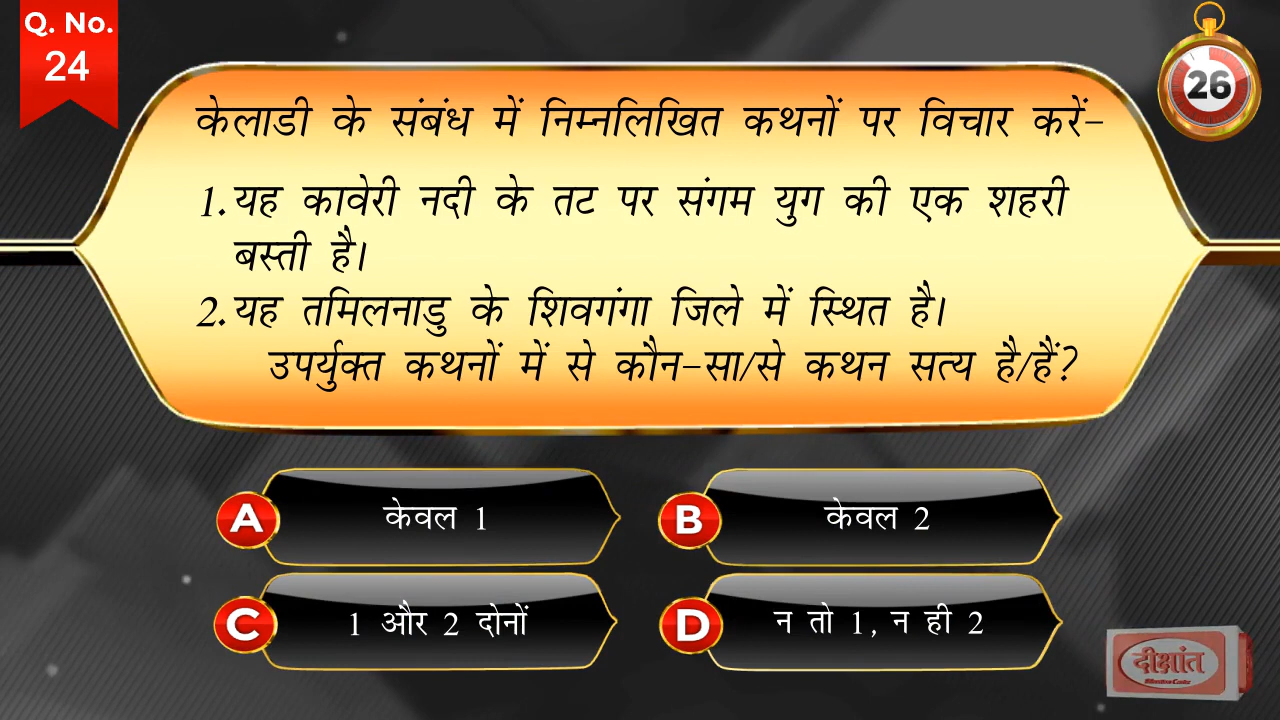 Q. No.
24
26
केलाडी के संबंध में निम्नलिखित कथनों पर विचार करें-
1. यह कावेरी नदी के तट पर संगम युग की एक शहरी
बस्ती है।
2. यह तमिलनाडु के शिवगंगा जिले में स्थित है।
उपर्युक्त कथनों में से कौन-सा/से कथन सत्य है/हैं?
A केवल 1
B केवल 2
C 1 और 2 दोनों
D न तो 1, न ही 2
दीक्षांत